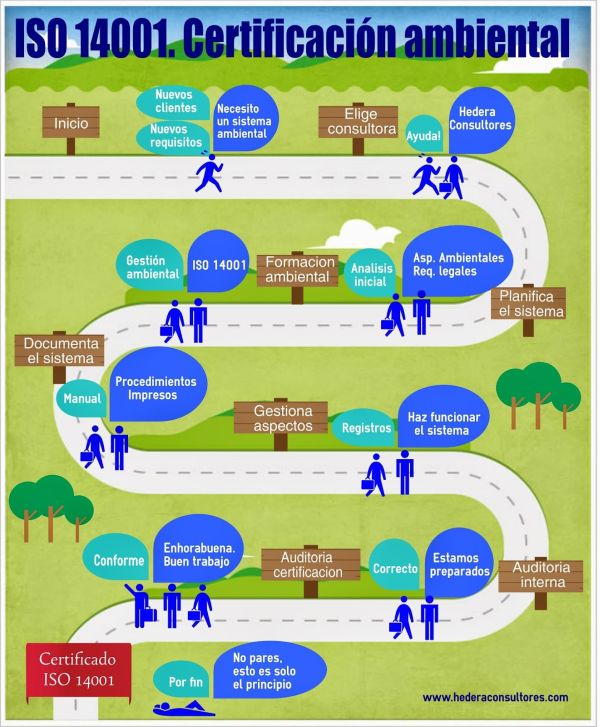 ISO 14001. Certificación ambiental
Inicio
Nuevos
clientes
Nuevos
requisitos
Necesito
un sistema
ambiental
Elige
consultora
Ayuda!
Hedera
Consultores
Gestión
ambiental
ISO 14001
Formacion
ambiental
Analisis
inicial
Asp. Ambientales
Req. legales
Planifica
el sistema
Documenta
el sistema
Manual
Procedimientos
Impresos
Gestiona
aspectos
Registros
Haz funcionar
el sistema
Conforme
Enhorabuena.
Buen trabajo
Auditoria
certificacion
Correcto
Estamos
preparados
Auditoria
interna
Certificado
ISO 14001
Por fin
No pares,
esto es solo
el principio
www.hederaconsultores.com